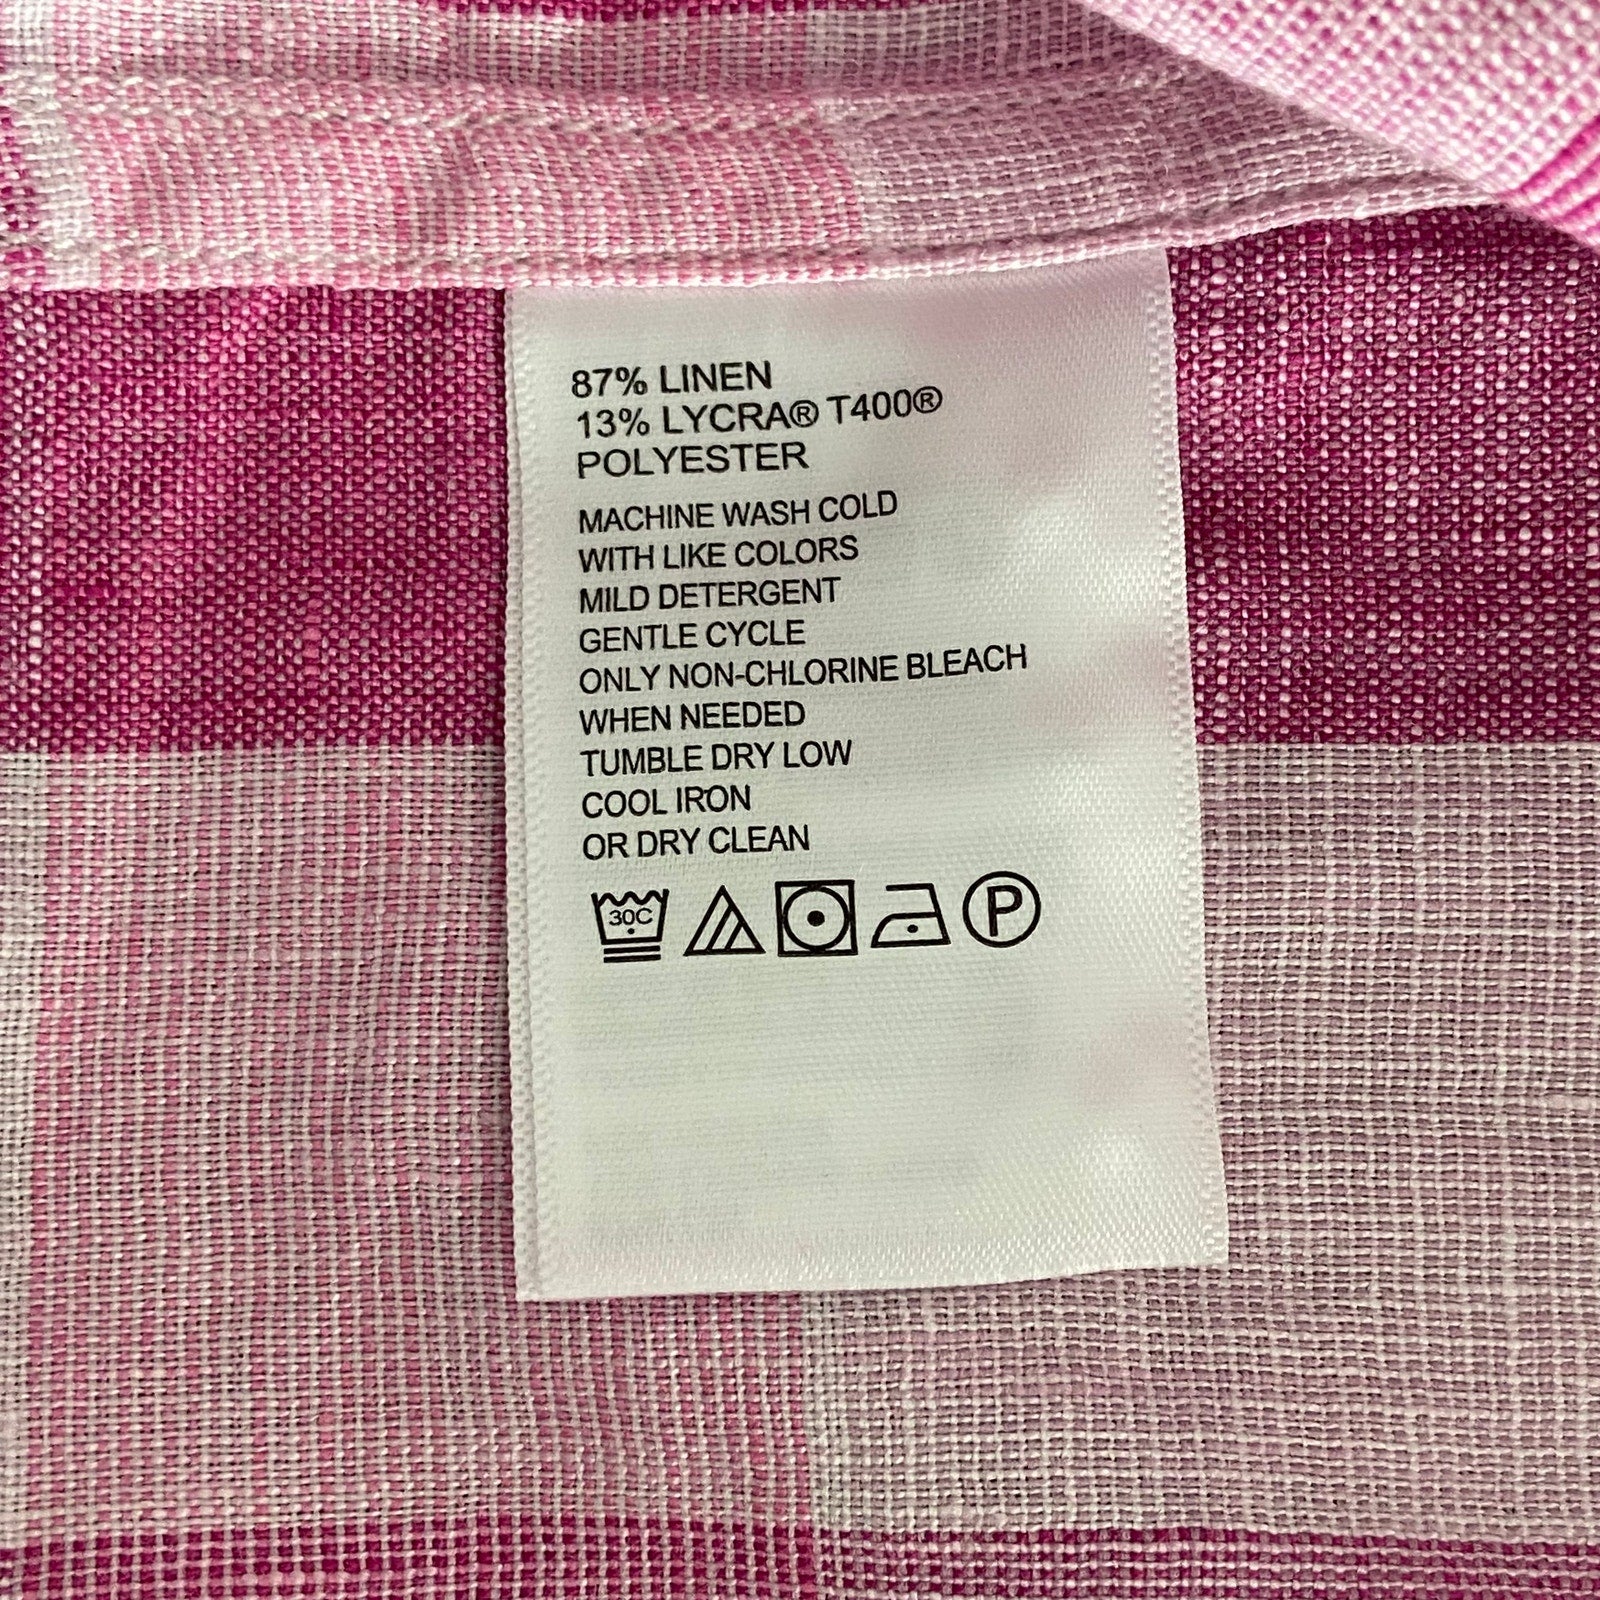 87% LINEN
13% LYCRA® T400®
POLYESTER
MACHINE WASH COLD
WITH LIKE COLORS
MILD DETERGENT
GENTLE CYCLE
ONLY NON-CHLORINE BLEACH
WHEN NEEDED
TUMBLE DRY LOW
COOL IRON
OR DRY CLEAN
30C P